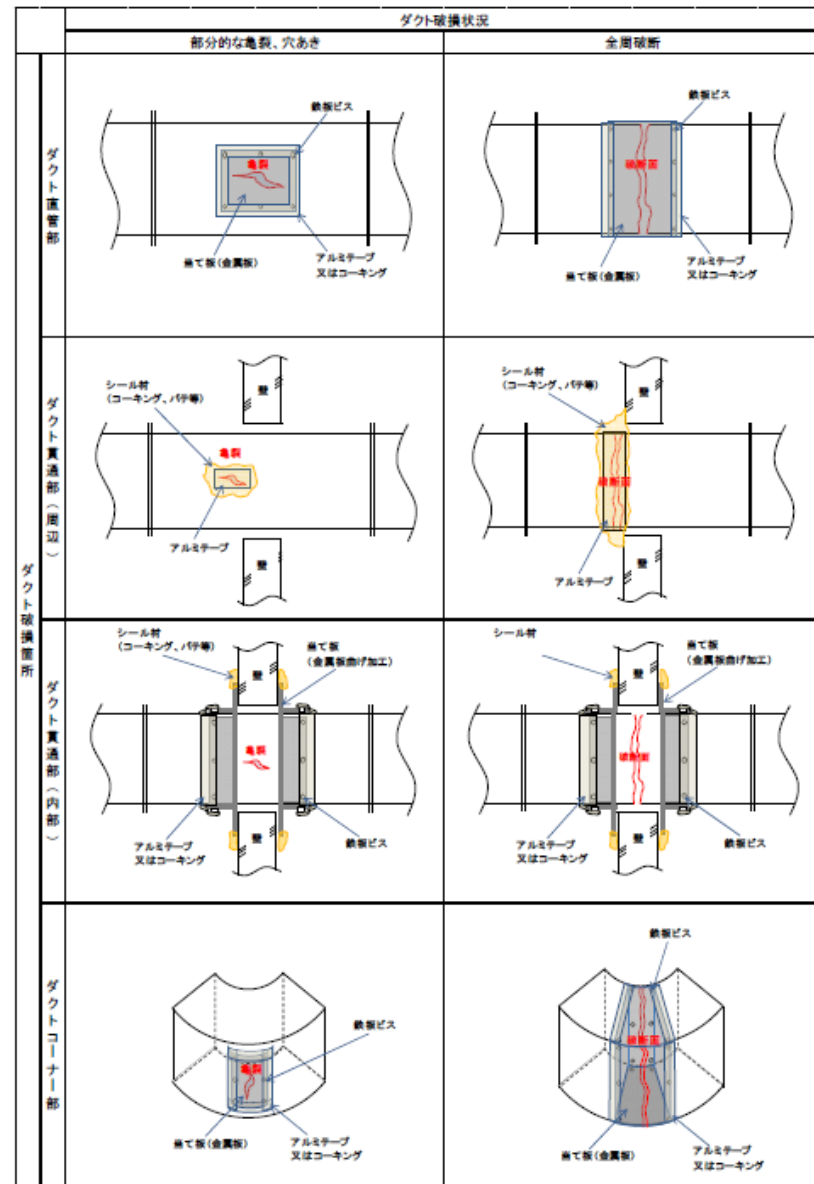 ダクト破損状況
部分的な亀裂、穴あき
全周破断
ダクト破損箇所
ダクト直管部
鉄板ビス
亀裂
当て板(金属板)
アルミテープ
又はコーキング
鉄板ビス
破断面
当て板(金属板)
アルミテープ
又はコーキング
ダクト貫通部(周辺)
シール材
(コーキング、パテ等)
壁
亀裂
アルミテープ
壁
シール材
(コーキング、パテ等)
壁
破断面
アルミテープ
壁
ダクト貫通部(内部)
シール材
(コーキング、パテ等)
当て板
(金属板曲げ加工)
壁
亀裂
壁
アルミテープ
又はコーキング
鉄板ビス
シール材
(コーキング、パテ等)
当て板
(金属板曲げ加工)
壁
破断面
壁
アルミテープ
又はコーキング
鉄板ビス
ダクトコーナー部
鉄板ビス
亀裂
当て板(金属板)
アルミテープ
又はコーキング
鉄板ビス
破断面
当て板(金属板)
アルミテープ
又はコーキング